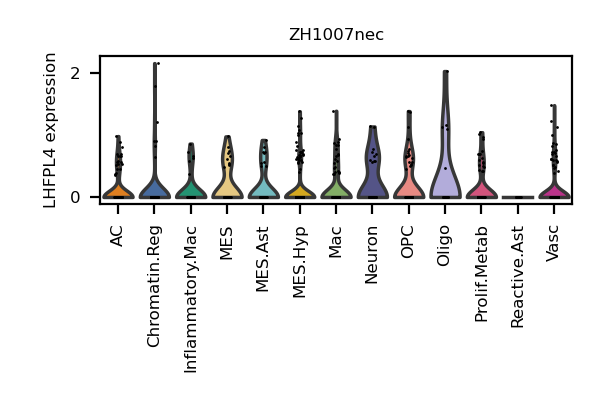 ZH1007nec
LHFPL4 expression
2
0
AC
Chromatin.Reg
Inflammatory.Mac
MES
MES.Ast
MES.Hyp
Mac
Neuron
OPC
Oligo
Prolif.Metab
Reactive.Ast
Vasc